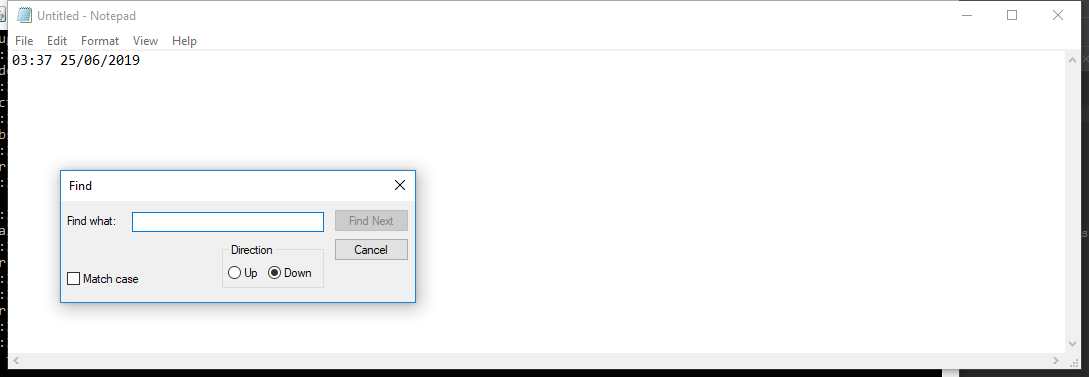 Untitled - Notepad
File Edit Format View Help
03:37 25/06/2019
Find
Find what:
Find Next
Cancel
Direction
Up Down
Match case